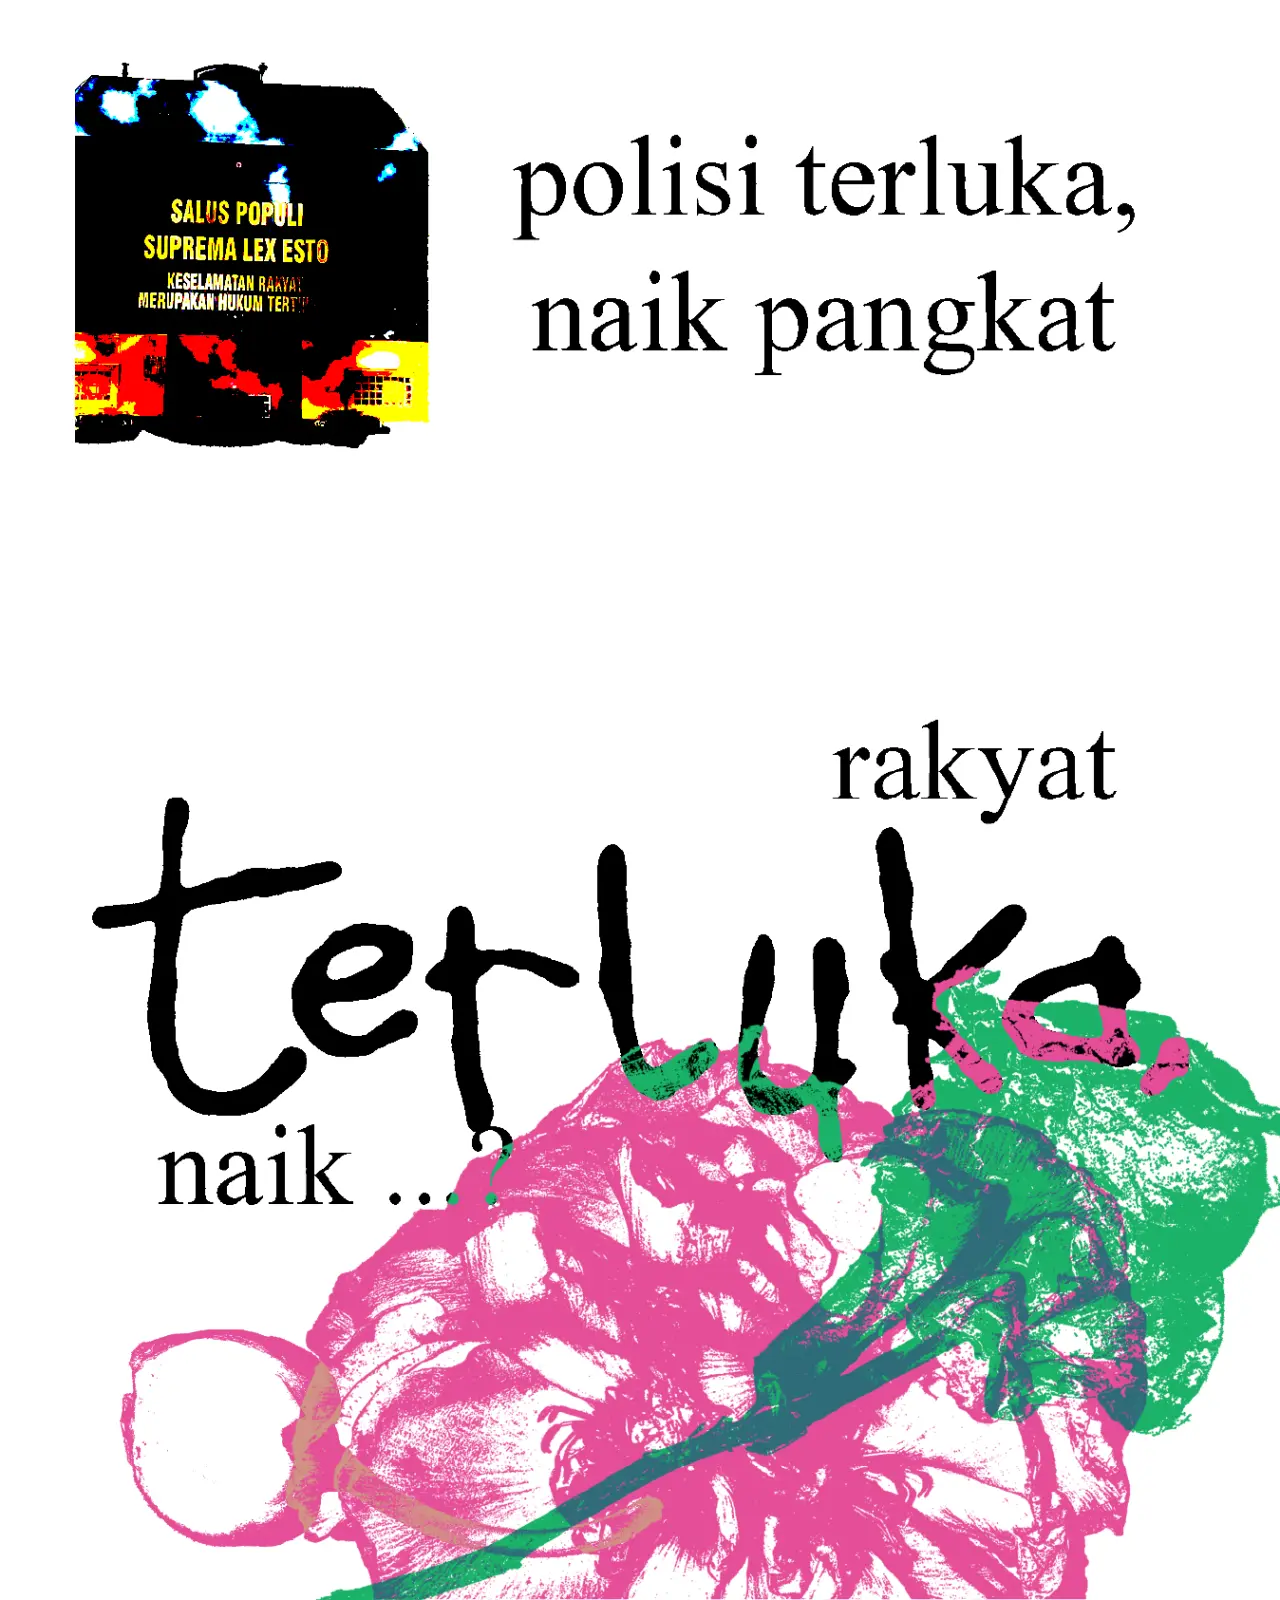 SALUS POPULI
SUPREMA LEX ESTO
KESELAMATAN RAKYAT
MERUPAKAN HUKUM
polisi terluka,
naik pangkat
rakyat
terluka,
naik ...?